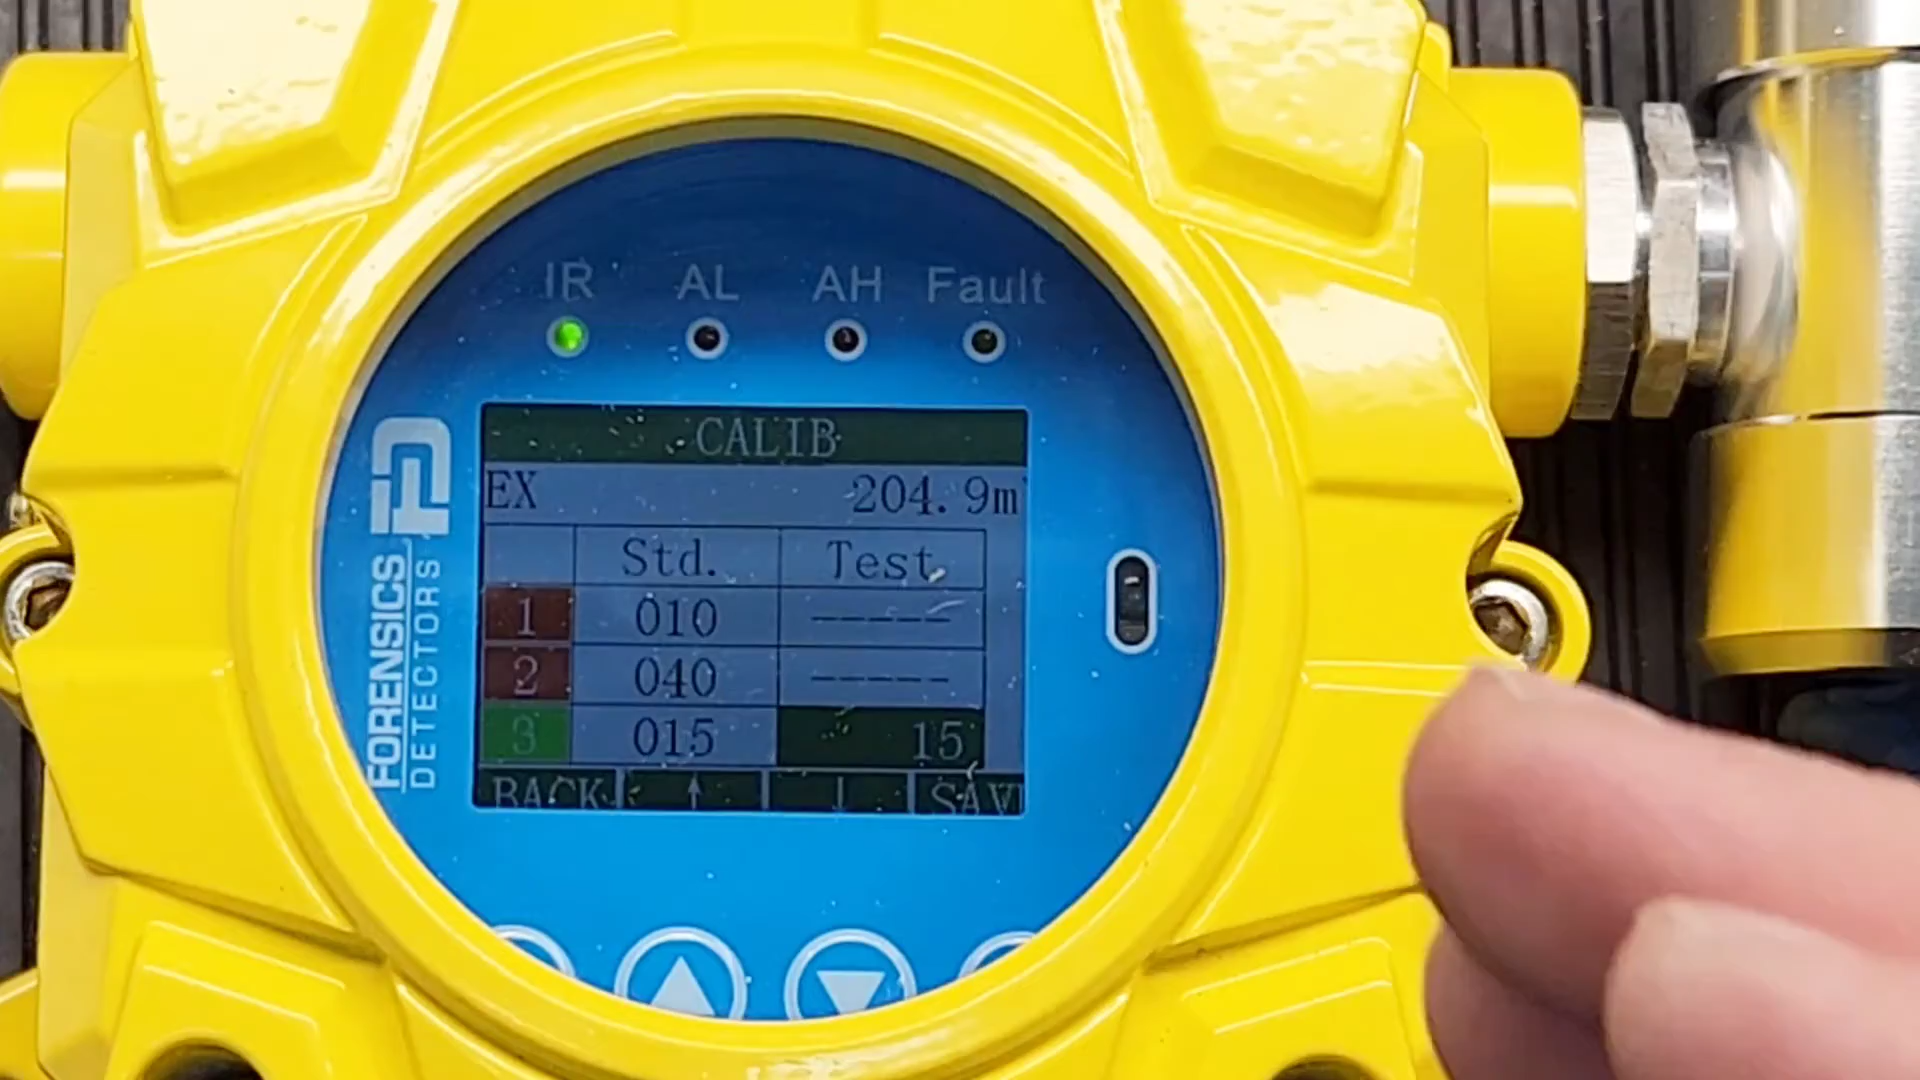 IR AL AH Fault
CALIB
EX 204.9m
Std. Test
1 010 -----
2 040 -----
3 015 15
BACK ↑ ↓ SAV
FD
FORENSICS
DETECTORS